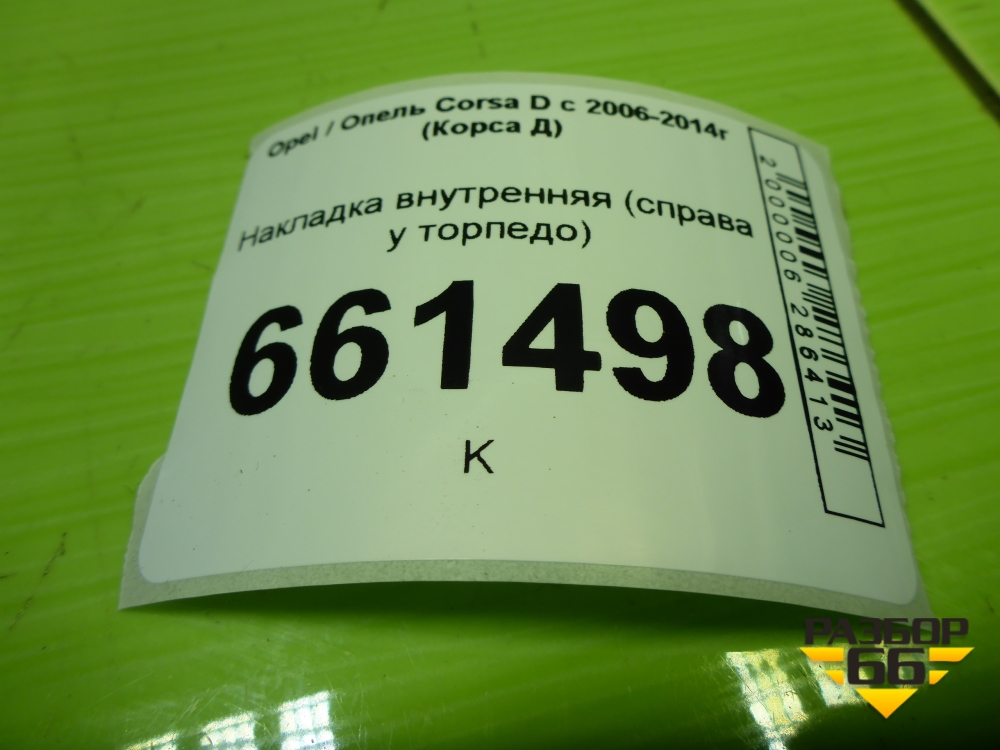 Opel / Опель Corsa D с 2006-2014г
(Корса Д)
Накладка внутренняя (справа
у торпедо)
661498
К
2000006286413
РАЗБОР
66